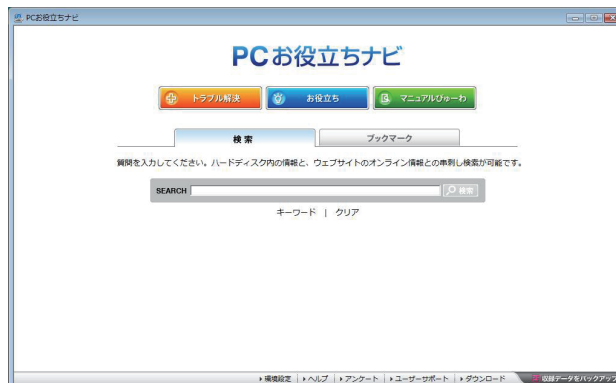 PCお役立ちナビ
PCお役立ちナビ
トラブル解決 お役立ち マニュアルびゅーわ
検索 ブックマーク
質問を入力してください。ハードディスク内の情報と、ウェブサイトのオンライン情報との串刺し検索が可能です。
SEARCH 検索
キーワード | クリア
環境設定 | ヘルプ | アンケート | ユーザーサポート | ダウンロード 収録データをバックアップ